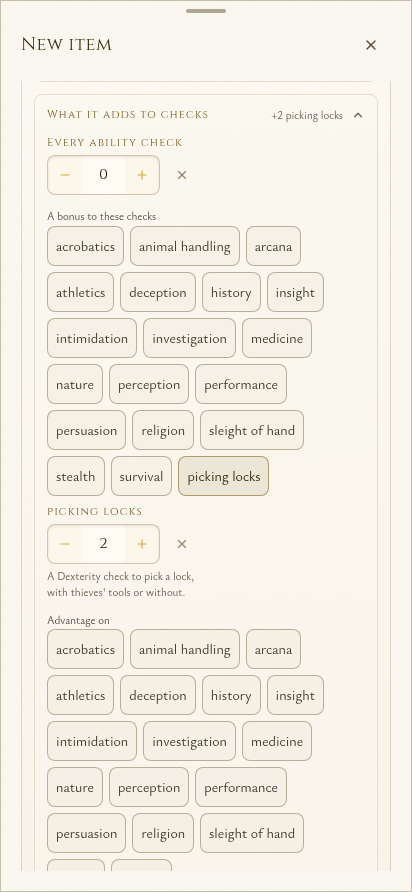 New item
What it adds to checks
+2 picking locks
Every ability check
0
A bonus to these checks
acrobatics animal handling arcana
athletics deception history insight
intimidation investigation medicine
nature perception performance
persuasion religion sleight of hand
stealth survival picking locks
Picking locks
2
A Dexterity check to pick a lock,
with thieves' tools or without.
Advantage on
acrobatics animal handling arcana
athletics deception history insight
intimidation investigation medicine
nature perception performance
persuasion religion sleight of hand